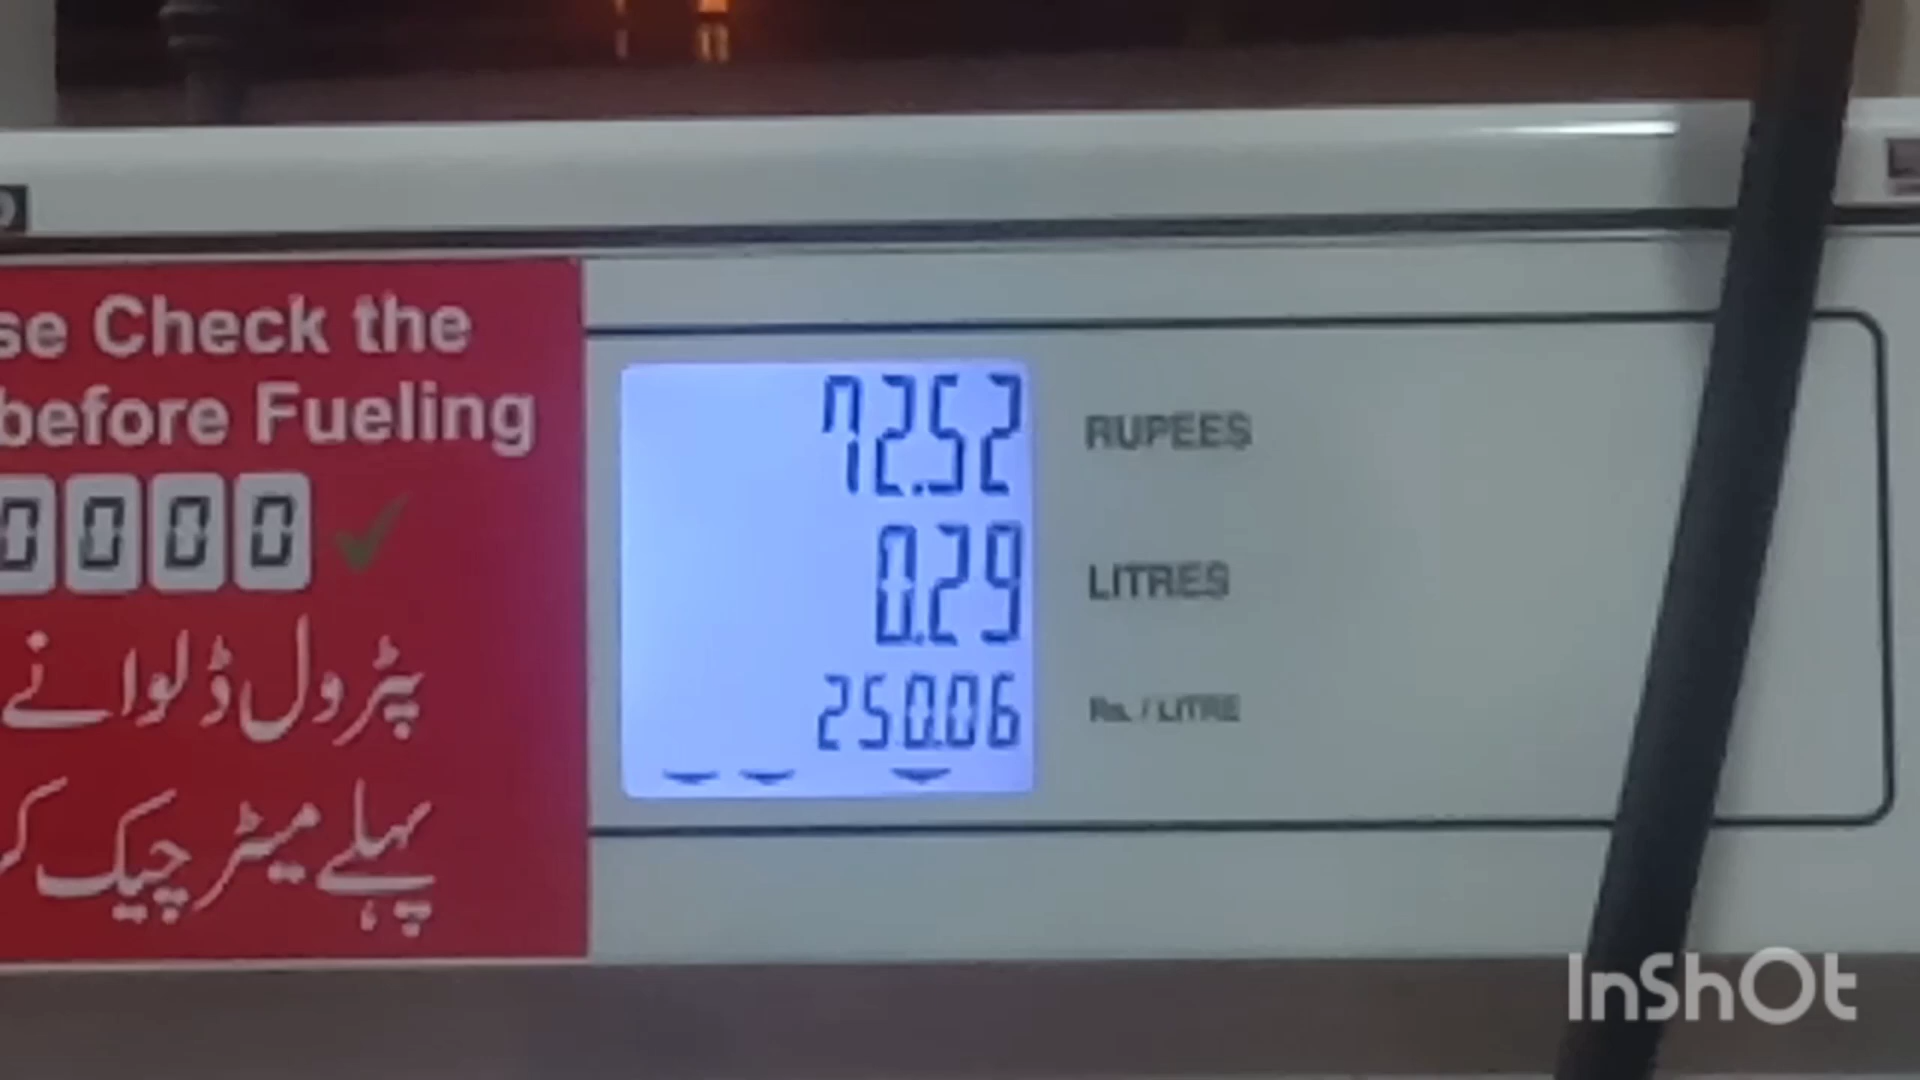 se Check the
before Fueling
0000
پٹرول ڈلوانے
پہلے میٹر چیک کر
72.52 RUPEES
0.29 LITRES
250.06 Rs. / LITRE
InShOt